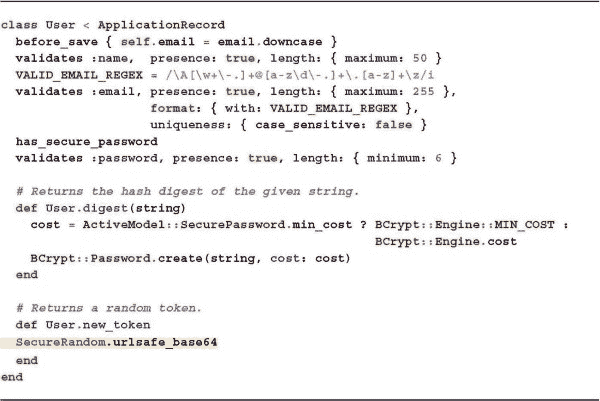 class User < ApplicationRecord
  before_save { self.email = email.downcase }
  validates :name,  presence: true, length: { maximum: 50 }
  VALID_EMAIL_REGEX = /\A[\w+\-.]+@[a-z\d\-.]+\.[a-z]+\z/i
  validates :email, presence: true, length: { maximum: 255 },
                    format: { with: VALID_EMAIL_REGEX },
                    uniqueness: { case_sensitive: false }
  has_secure_password
  validates :password, presence: true, length: { minimum: 6 }

  # Returns the hash digest of the given string.
  def User.digest(string)
    cost = ActiveModel::SecurePassword.min_cost ? BCrypt::Engine::MIN_COST :
                                                  BCrypt::Engine.cost
    BCrypt::Password.create(string, cost: cost)
  end

  # Returns a random token.
  def User.new_token
  SecureRandom.urlsafe_base64
  end
end